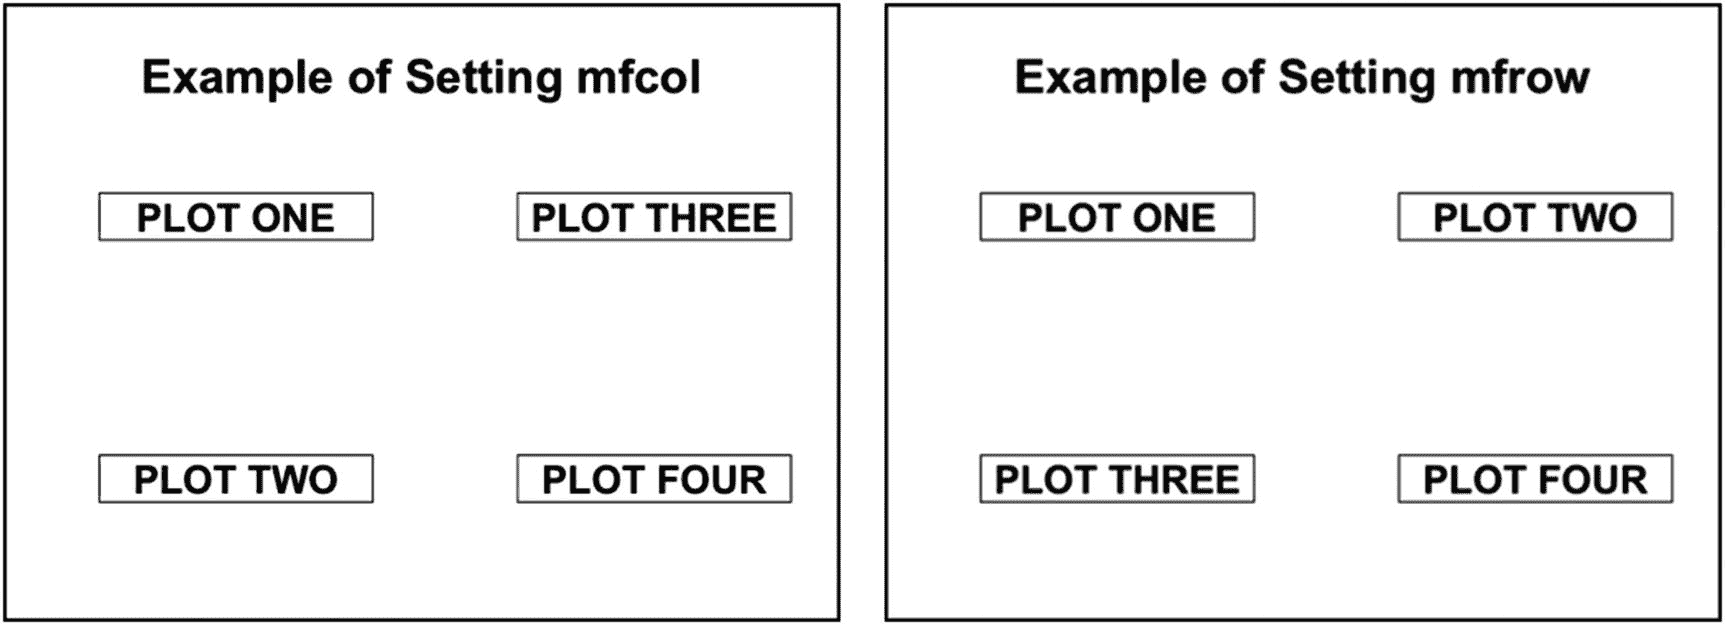 Example of Setting mfcol
PLOT ONE
PLOT THREE
PLOT TWO
PLOT FOUR
Example of Setting mfrow
PLOT ONE
PLOT TWO
PLOT THREE
PLOT FOUR